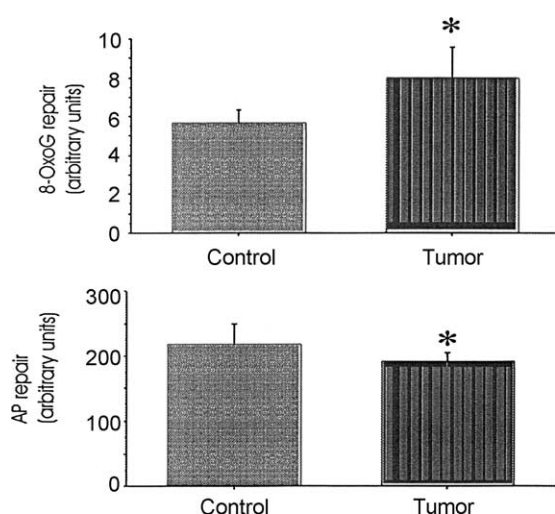 8-OxoG repair
(arbitrary units)
10
8
6
4
2
0
*
Control
Tumor
AP repair
(arbitrary units)
300
200
100
0
*
Control
Tumor